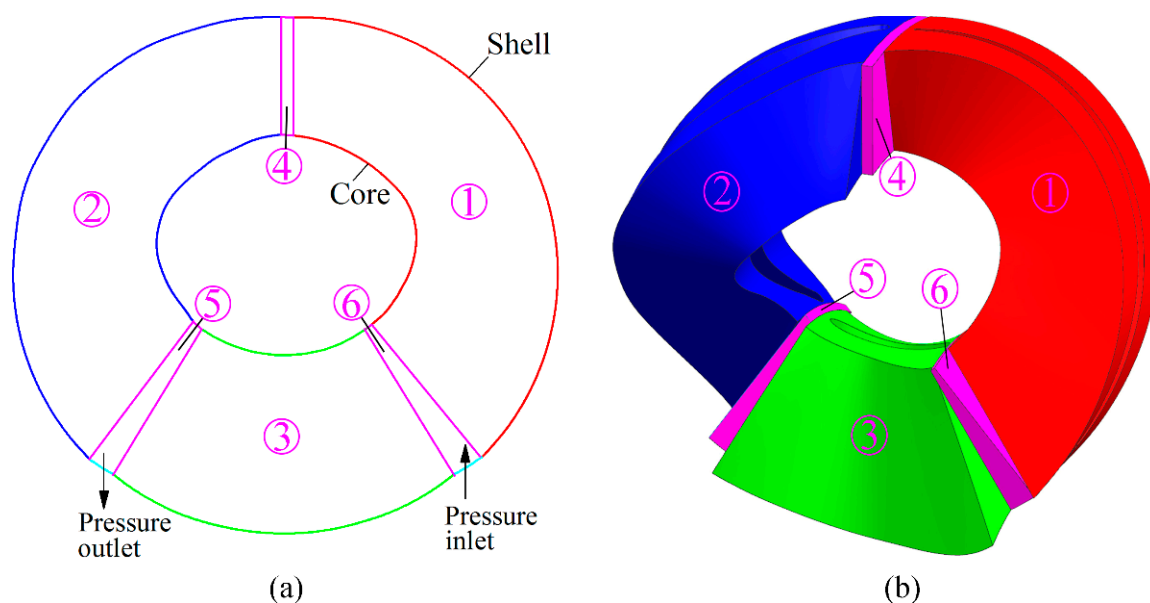 Shell
④
Core
②
①
⑤
⑥
③
Pressure
outlet
Pressure
inlet
(a)
④
②
①
⑤
⑥
③
(b)